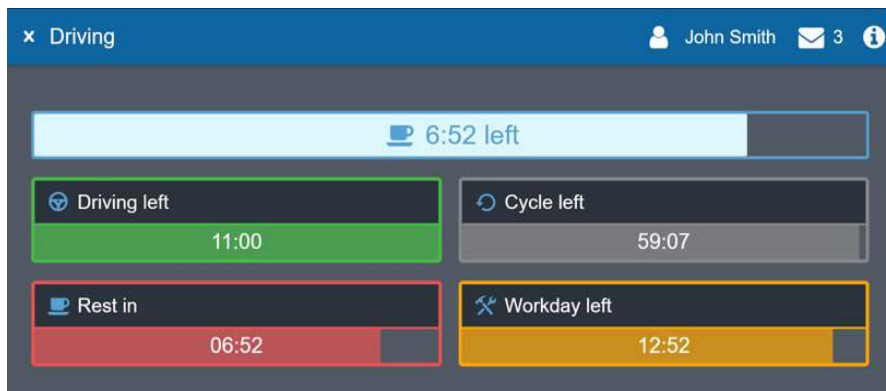 × Driving John Smith 3
6:52 left
Driving left
11:00
Cycle left
59:07
Rest in
06:52
Workday left
12:52